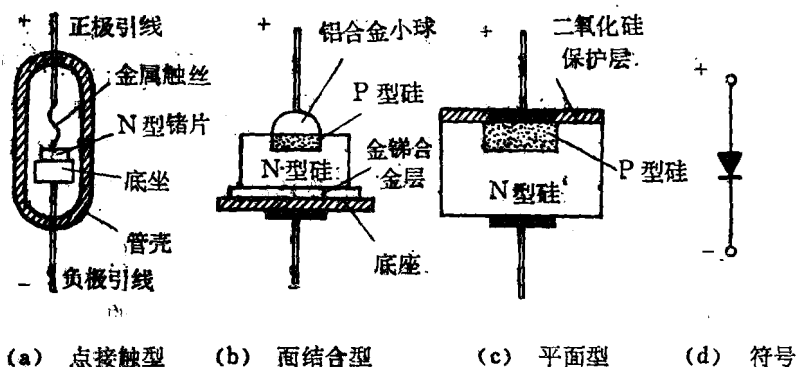 + 正极引线
金属触丝
N型锗片
底坐
管壳
- 负极引线
(a) 点接触型
+
铝合金小球
P型硅
N型硅
金锑合
金层
底座
(b) 面结合型
+
二氧化硅
保护层
P型硅
N型硅
(c) 平面型
+
-
(d) 符号